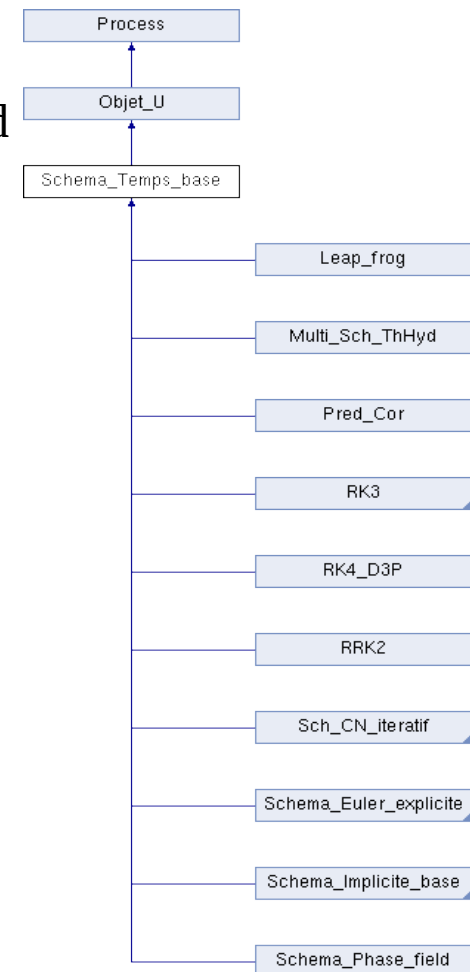 Process
Objet_U
Schema_Temps_base
Leap_frog
Multi_Sch_ThHyd
Pred_Cor
RK3
RK4_D3P
RRK2
Sch_CN_iteratif
Schema_Euler_explicite
Schema_Implicite_base
Schema_Phase_field